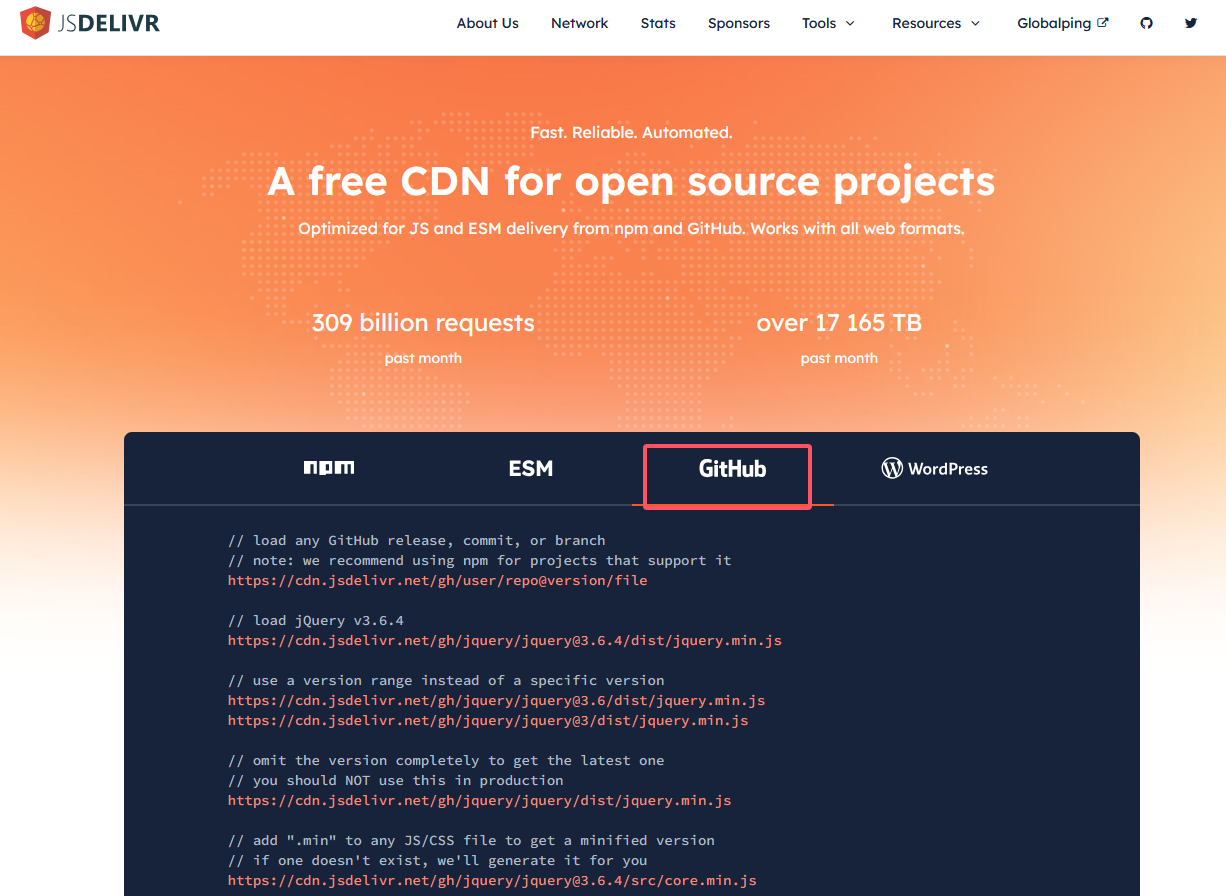 JSDELIVR
About Us Network Stats Sponsors Tools Resources Globalping
Fast. Reliable. Automated.
A free CDN for open source projects
Optimized for JS and ESM delivery from npm and GitHub. Works with all web formats.
309 billion requests
past month
over 17 165 TB
past month
npm ESM GitHub WordPress
// load any GitHub release, commit, or branch
// note: we recommend using npm for projects that support it
https://cdn.jsdelivr.net/gh/user/repo@version/file
// load jQuery v3.6.4
https://cdn.jsdelivr.net/gh/jquery/jquery@3.6.4/dist/jquery.min.js
// use a version range instead of a specific version
https://cdn.jsdelivr.net/gh/jquery/jquery@3.6/dist/jquery.min.js
https://cdn.jsdelivr.net/gh/jquery/jquery@3/dist/jquery.min.js
// omit the version completely to get the latest one
// you should NOT use this in production
https://cdn.jsdelivr.net/gh/jquery/jquery/dist/jquery.min.js
// add ".min" to any JS/CSS file to get a minified version
// if one doesn't exist, we'll generate it for you
https://cdn.jsdelivr.net/gh/jquery/jquery@3.6.4/src/core.min.js